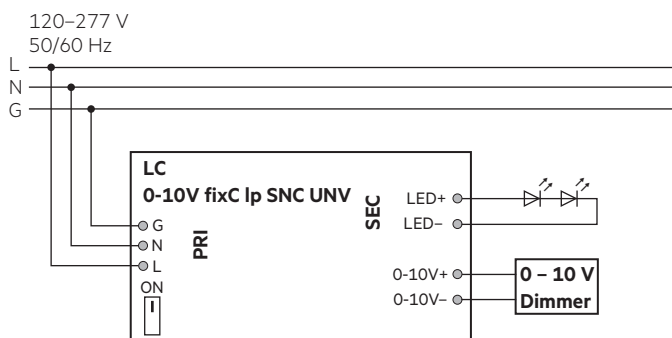 120–277 V
50/60 Hz
L
N
G
LC
0-10V fixC lp SNC UNV
PRI
SEC
G
N
L
ON
LED+
LED–
0-10V+
0-10V–
0 – 10 V
Dimmer